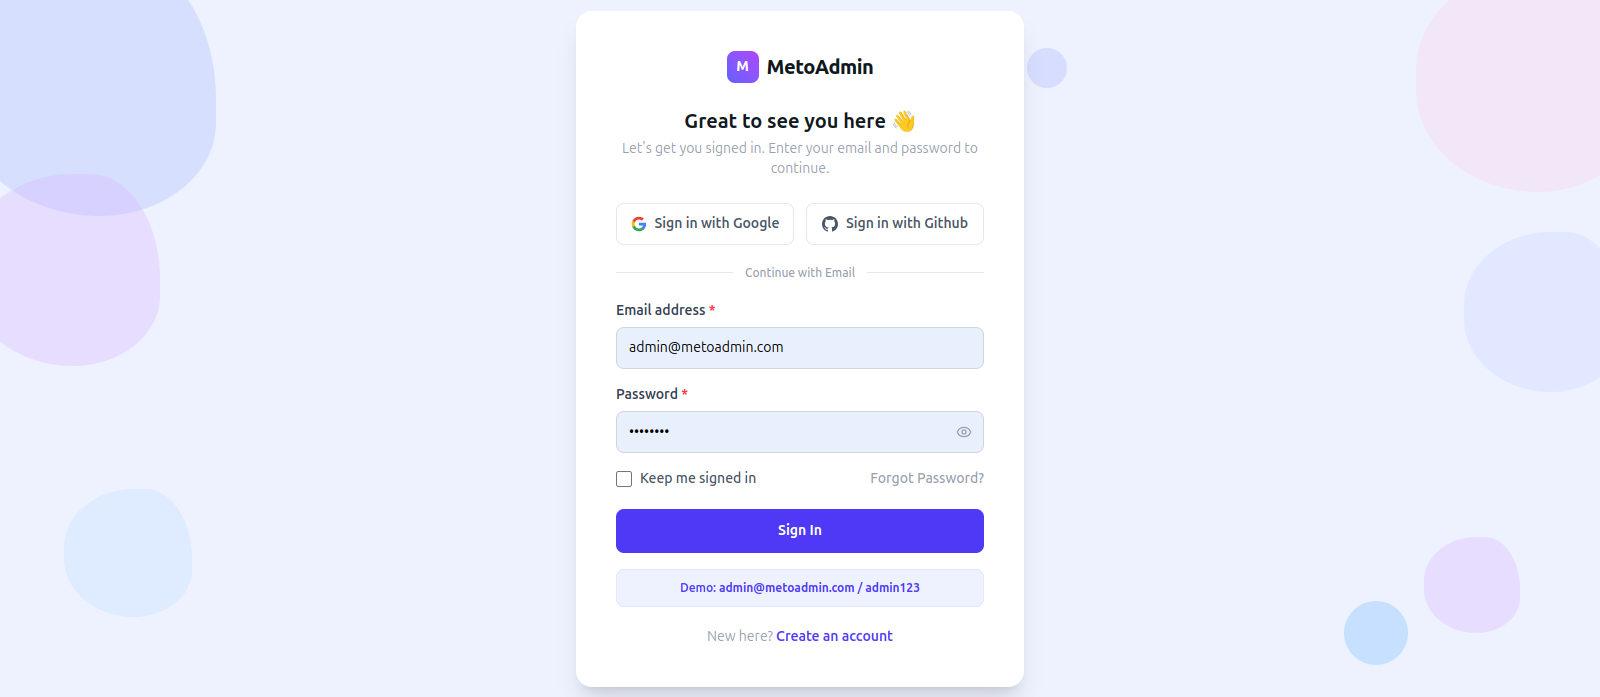 M MetoAdmin
Great to see you here 👋
Let's get you signed in. Enter your email and password to
continue.
Sign in with Google
Sign in with Github
Continue with Email
Email address *
admin@metoadmin.com
Password *
••••••••
Keep me signed in
Forgot Password?
Sign In
Demo: admin@metoadmin.com / admin123
New here? Create an account